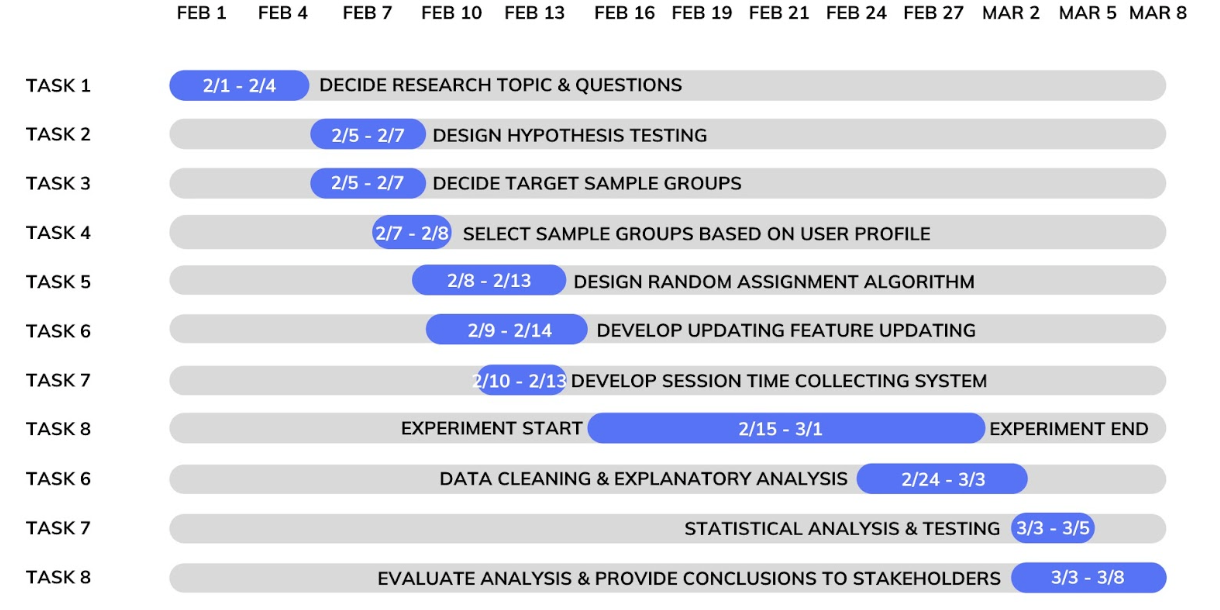 FEB 1 FEB 4 FEB 7 FEB 10 FEB 13 FEB 16 FEB 19 FEB 21 FEB 24 FEB 27 MAR 2 MAR 5 MAR 8
TASK 1 2/1 - 2/4 DECIDE RESEARCH TOPIC & QUESTIONS
TASK 2 2/5 - 2/7 DESIGN HYPOTHESIS TESTING
TASK 3 2/5 - 2/7 DECIDE TARGET SAMPLE GROUPS
TASK 4 2/7 - 2/8 SELECT SAMPLE GROUPS BASED ON USER PROFILE
TASK 5 2/8 - 2/13 DESIGN RANDOM ASSIGNMENT ALGORITHM
TASK 6 2/9 - 2/14 DEVELOP UPDATING FEATURE UPDATING
TASK 7 2/10 - 2/13 DEVELOP SESSION TIME COLLECTING SYSTEM
TASK 8 EXPERIMENT START 2/15 - 3/1 EXPERIMENT END
TASK 6 DATA CLEANING & EXPLANATORY ANALYSIS 2/24 - 3/3
TASK 7 STATISTICAL ANALYSIS & TESTING 3/3 - 3/5
TASK 8 EVALUATE ANALYSIS & PROVIDE CONCLUSIONS TO STAKEHOLDERS 3/3 - 3/8